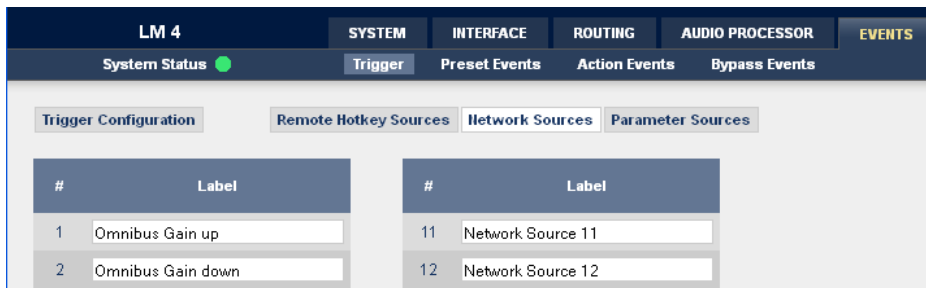 LM 4 SYSTEM INTERFACE ROUTING AUDIO PROCESSOR EVENTS
System Status Trigger Preset Events Action Events Bypass Events
Trigger Configuration Remote Hotkey Sources Network Sources Parameter Sources
# Label # Label
1 Omnibus Gain up 11 Network Source 11
2 Omnibus Gain down 12 Network Source 12